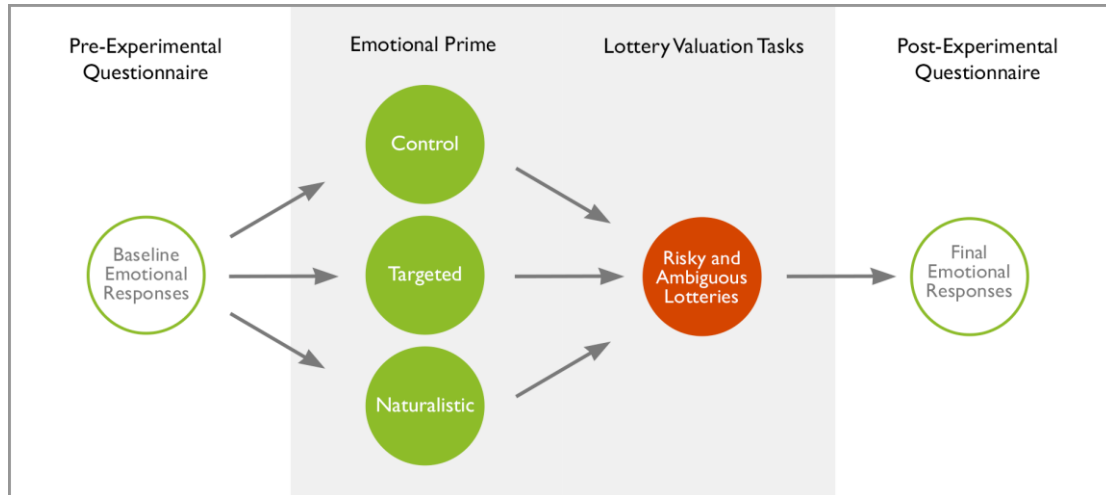 Pre-Experimental
Questionnaire
Emotional Prime
Lottery Valuation Tasks
Post-Experimental
Questionnaire
Control
Baseline
Emotional
Responses
Targeted
Risky and
Ambiguous
Lotteries
Final
Emotional
Responses
Naturalistic